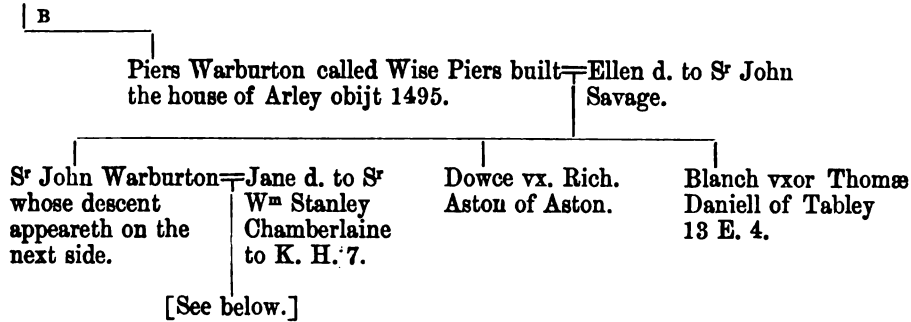 B
Piers Warburton called Wise Piers built=Ellen d. to Sr John
the house of Arley obijt 1495. Savage.
Sr John Warburton=Jane d. to Sr Dowce vx. Rich. Blanch vxor Thomæ
whose descent Wm Stanley Aston of Aston. Daniell of Tabley
appeareth on the Chamberlaine 13 E. 4.
next side. to K. H. 7.
[See below.]